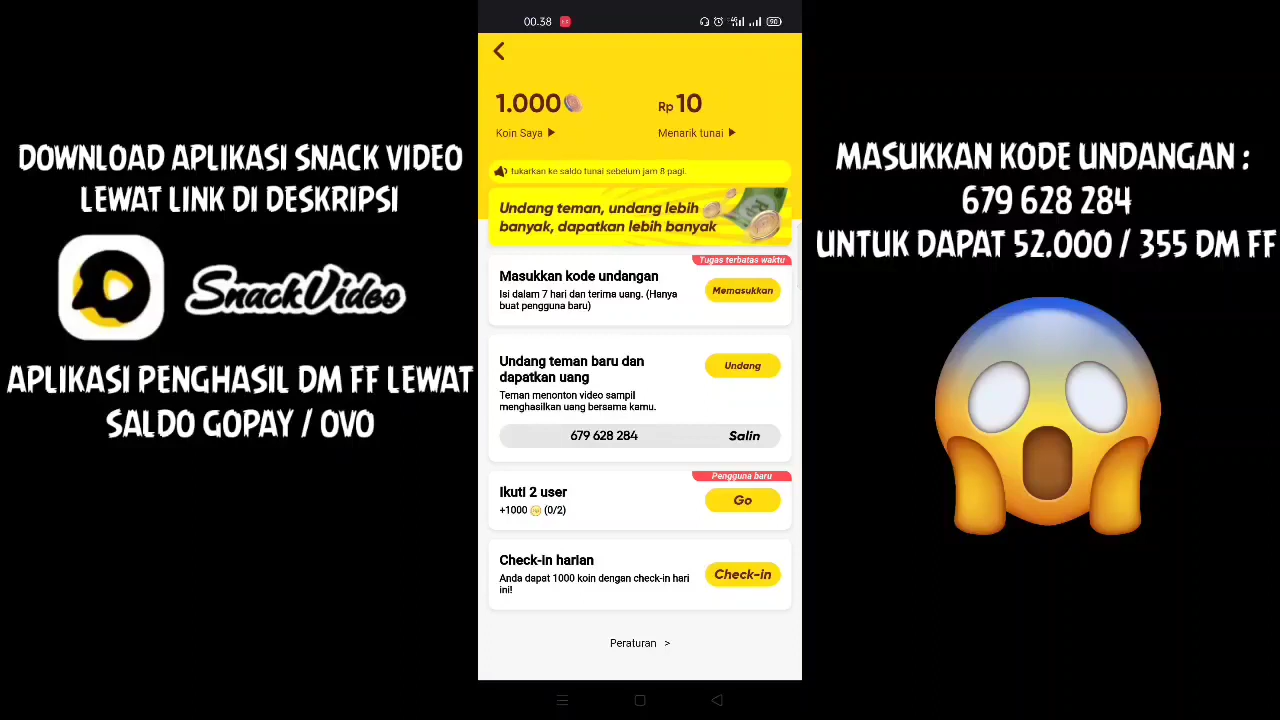 DOWNLOAD APLIKASI SNACK VIDEO
LEWAT LINK DI DESKRIPSI
SnackVideo
APLIKASI PENGHASIL DM FF LEWAT
SALDO GOPAY / OVO
00.38
90
1.000
Rp 10
Koin Saya
Menarik tunai
tukarkan ke saldo tunai sebelum jam 8 pagi.
Undang teman, undang lebih
banyak, dapatkan lebih banyak
Tugas terbatas waktu
Masukkan kode undangan
Isi dalam 7 hari dan terima uang. (Hanya
buat pengguna baru)
Memasukkan
Undang teman baru dan
dapatkan uang
Teman menonton video sampil
menghasilkan uang bersama kamu.
Undang
679 628 284 Salin
Pengguna baru
Ikuti 2 user
+1000 (0/2)
Go
Check-in harian
Anda dapat 1000 koin dengan check-in hari
ini!
Check-in
Peraturan >
MASUKKAN KODE UNDANGAN :
679 628 284
UNTUK DAPAT 52.000 / 355 DM FF